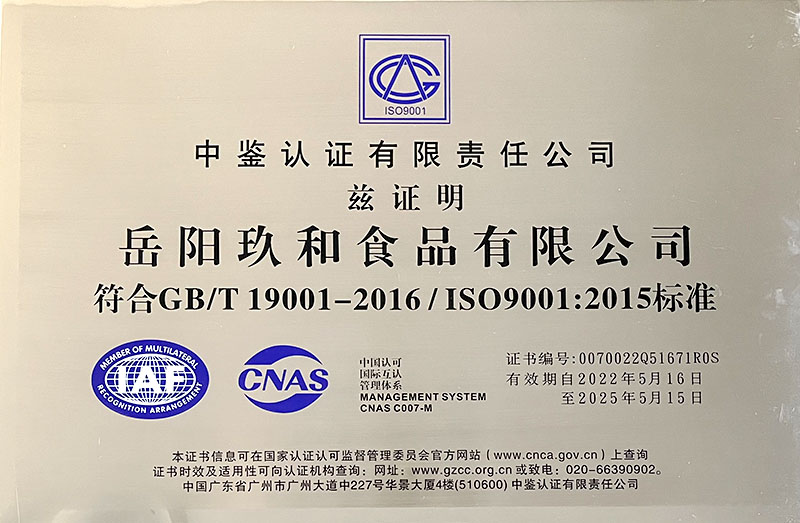 ISO9001
中鉴认证有限责任公司
兹证明
岳阳玖和食品有限公司
符合GB/T 19001-2016 / ISO9001:2015标准
MEMBER OF MULTILATERAL
IAF
RECOGNITION ARRANGEMENT
CNAS
中国认可
国际互认
管理体系
MANAGEMENT SYSTEM
CNAS C007-M
证书编号:0070022Q51671R0S
有效期自2022年5月16日
至2025年5月15日
本证书信息可在国家认证认可监督管理委员会官方网站（www.cnca.gov.cn）上查询
证书时效及适用性可向认证机构查询：网址：www.gzcc.org.cn 或致电：020-66390902。
中国广东省广州市广州大道中227号华景大厦4楼(510600) 中鉴认证有限责任公司